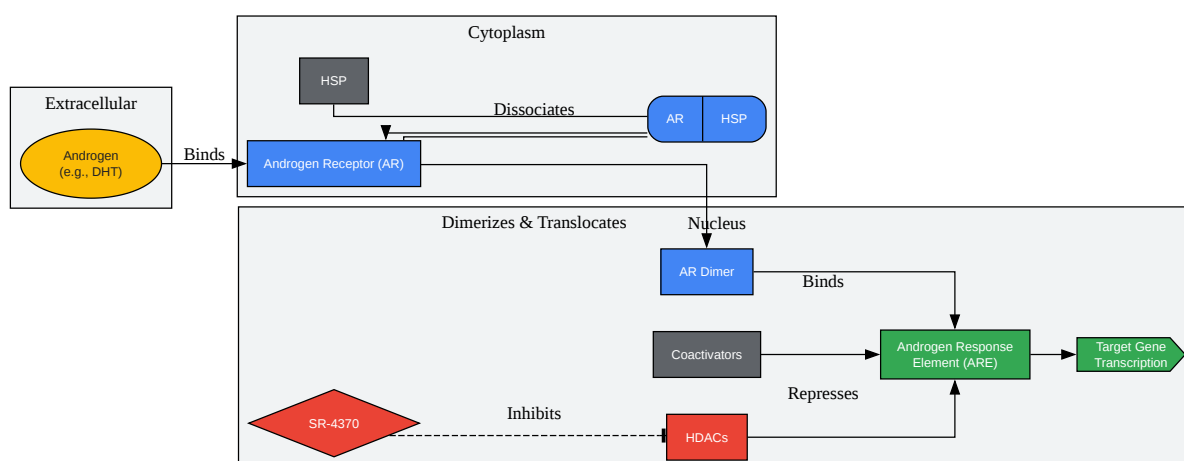 Cytoplasm
HSP
Extracellular
Dissociates
AR
HSP
Androgen
(e.g., DHT)
Binds
Androgen Receptor (AR)
Dimerizes & Translocates
Nucleus
AR Dimer
Binds
Coactivators
Androgen Response
Element (ARE)
Target Gene
Transcription
Represses
SR-4370
Inhibits
HDACs